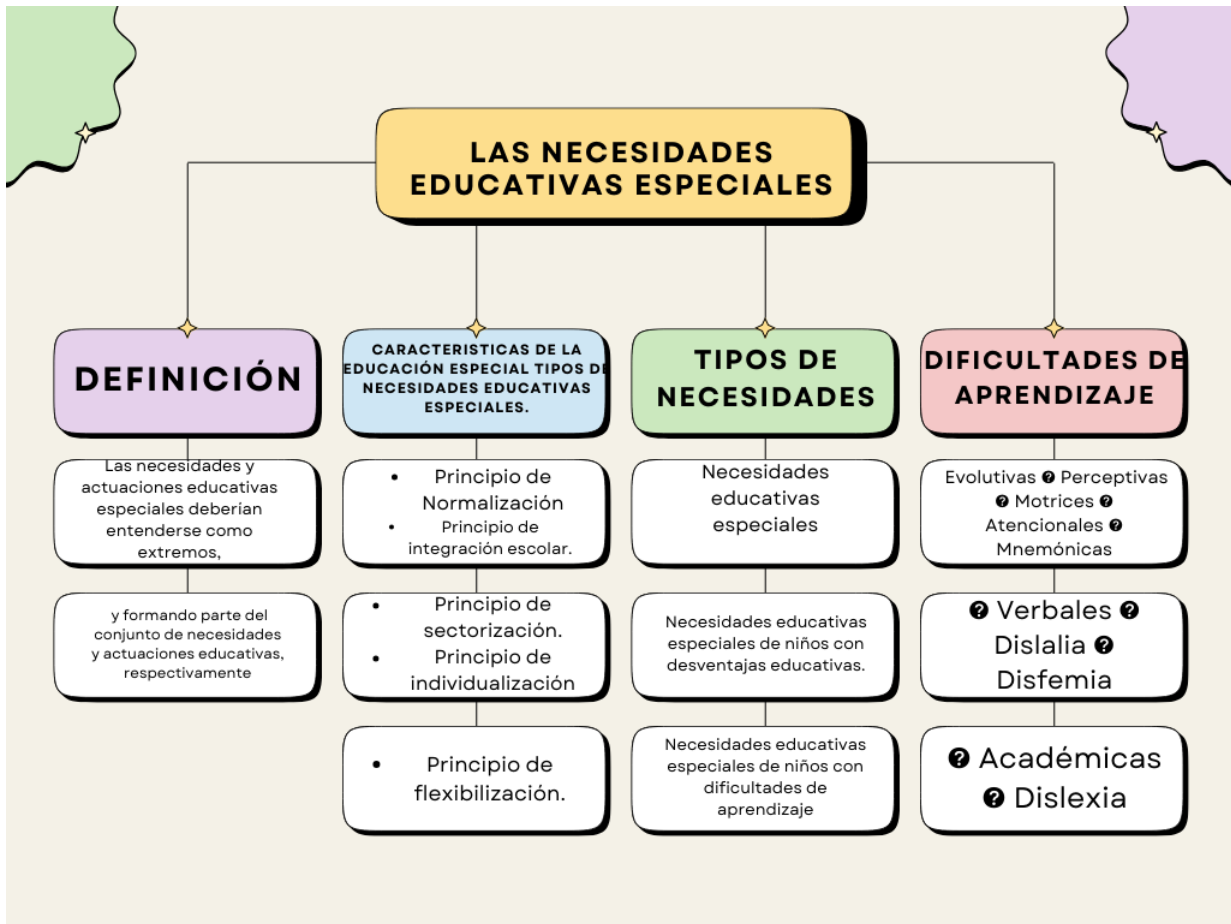 LAS NECESIDADES
EDUCATIVAS ESPECIALES
DEFINICIÓN
Las necesidades y
actuaciones educativas
especiales deberían
entenderse como
extremos,
y formando parte del
conjunto de necesidades
y actuaciones educativas,
respectivamente
CARACTERISTICAS DE LA
EDUCACIÓN ESPECIAL TIPOS DE
NECESIDADES EDUCATIVAS
ESPECIALES.
• Principio de
Normalización
• Principio de
integración escolar.
• Principio de
sectorización.
• Principio de
individualización
• Principio de
flexibilización.
TIPOS DE
NECESIDADES
Necesidades
educativas
especiales
Necesidades educativas
especiales de niños con
desventajas educativas.
Necesidades educativas
especiales de niños con
dificultades de
aprendizaje
DIFICULTADES DE
APRENDIZAJE
Evolutivas ? Perceptivas
? Motrices ?
Atencionales ?
Mnemónicas
? Verbales ?
Dislalia ?
Disfemia
? Académicas
? Dislexia